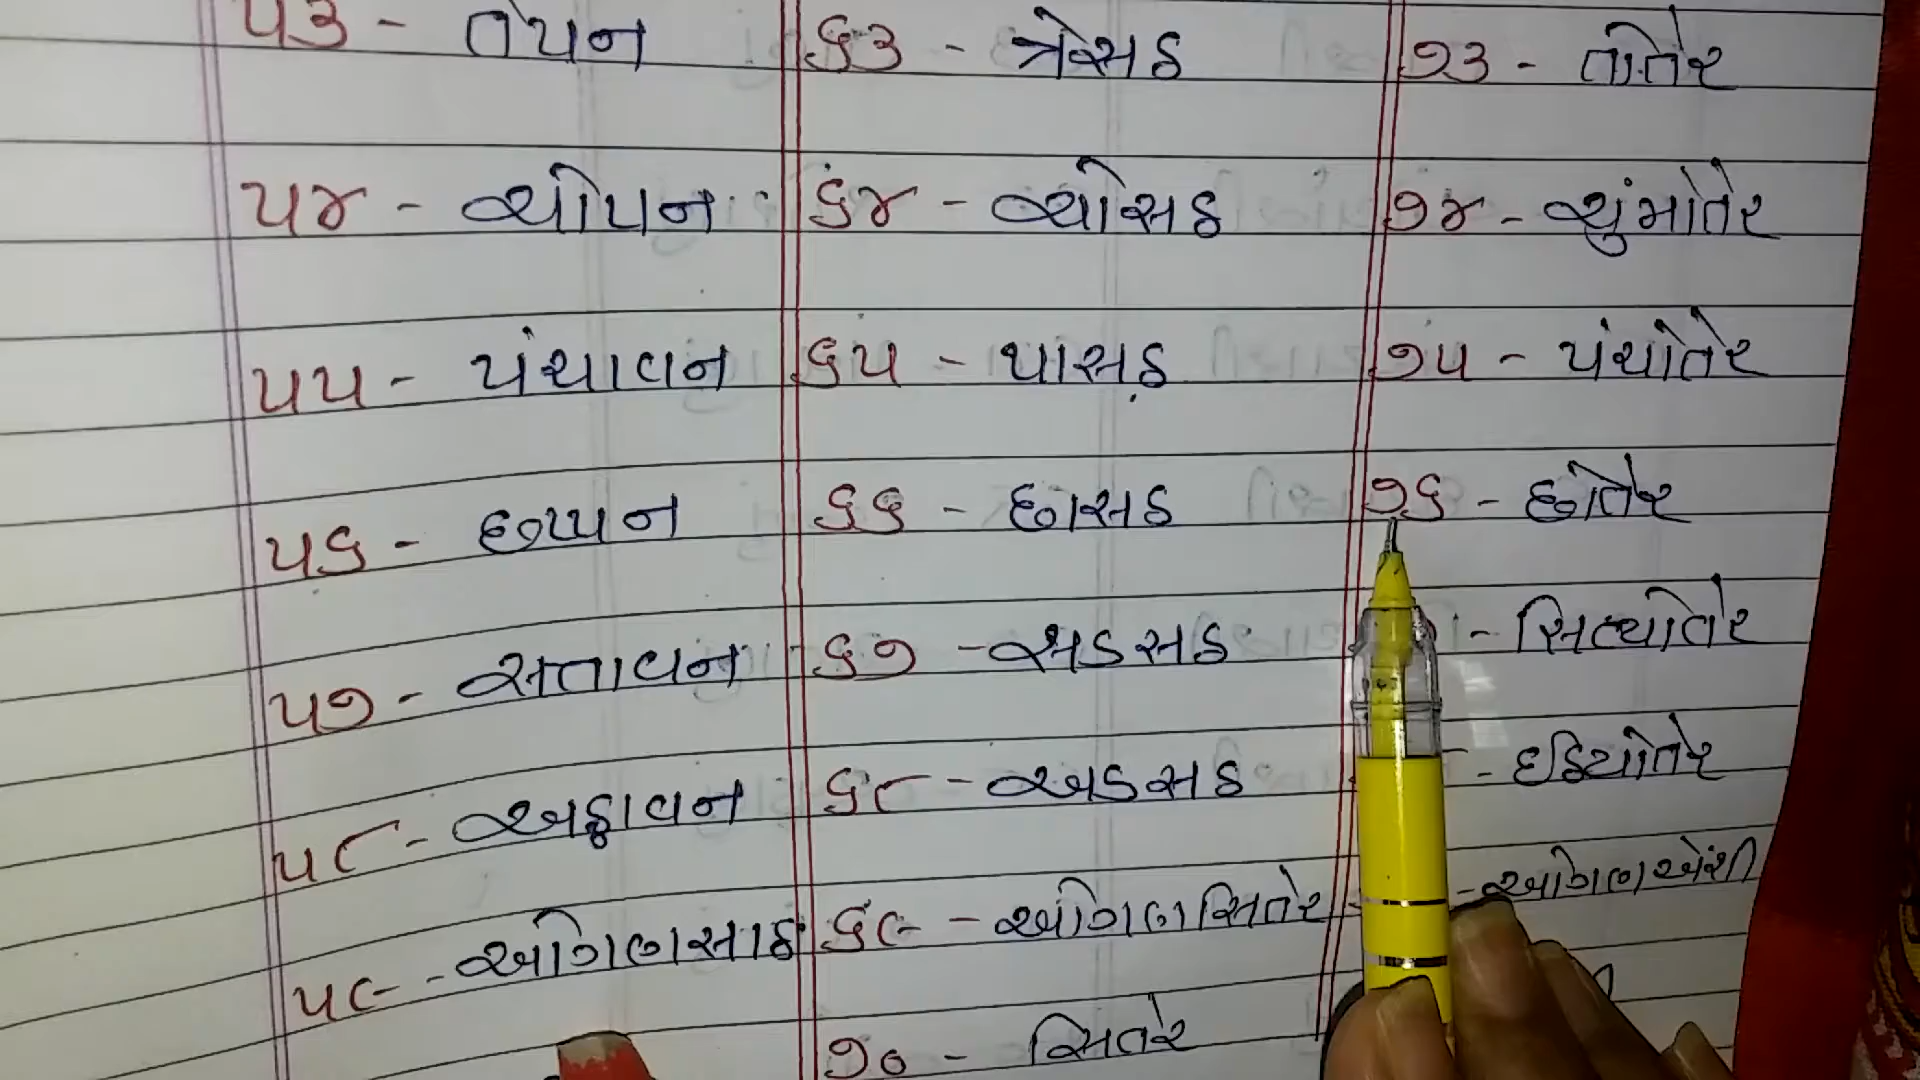 ૫૩ - તેપન
૫૪ - ચોપન
૫૫ - પંચાવન
૫૬ - છપ્પન
૫૭ - સતાવન
૫૮ - અઠ્ઠાવન
૫૯ - ઓગણસાઠ
૬૩ - ત્રેસઠ
૬૪ - ચોસઠ
૬૫ - પાસઠ
૬૬ - છાસઠ
૬૭ - સડસઠ
૬૮ - અડસઠ
૬૯ - ઓગણસિતેર
૭૦ - સિતેર
૭૩ - તોતેર
૭૪ - ચુંમોતેર
૭૫ - પંચોતેર
૭૬ - છોતેર
- સિત્યોતેર
- ઇઠિયોતેર
- ઓગણએંશી